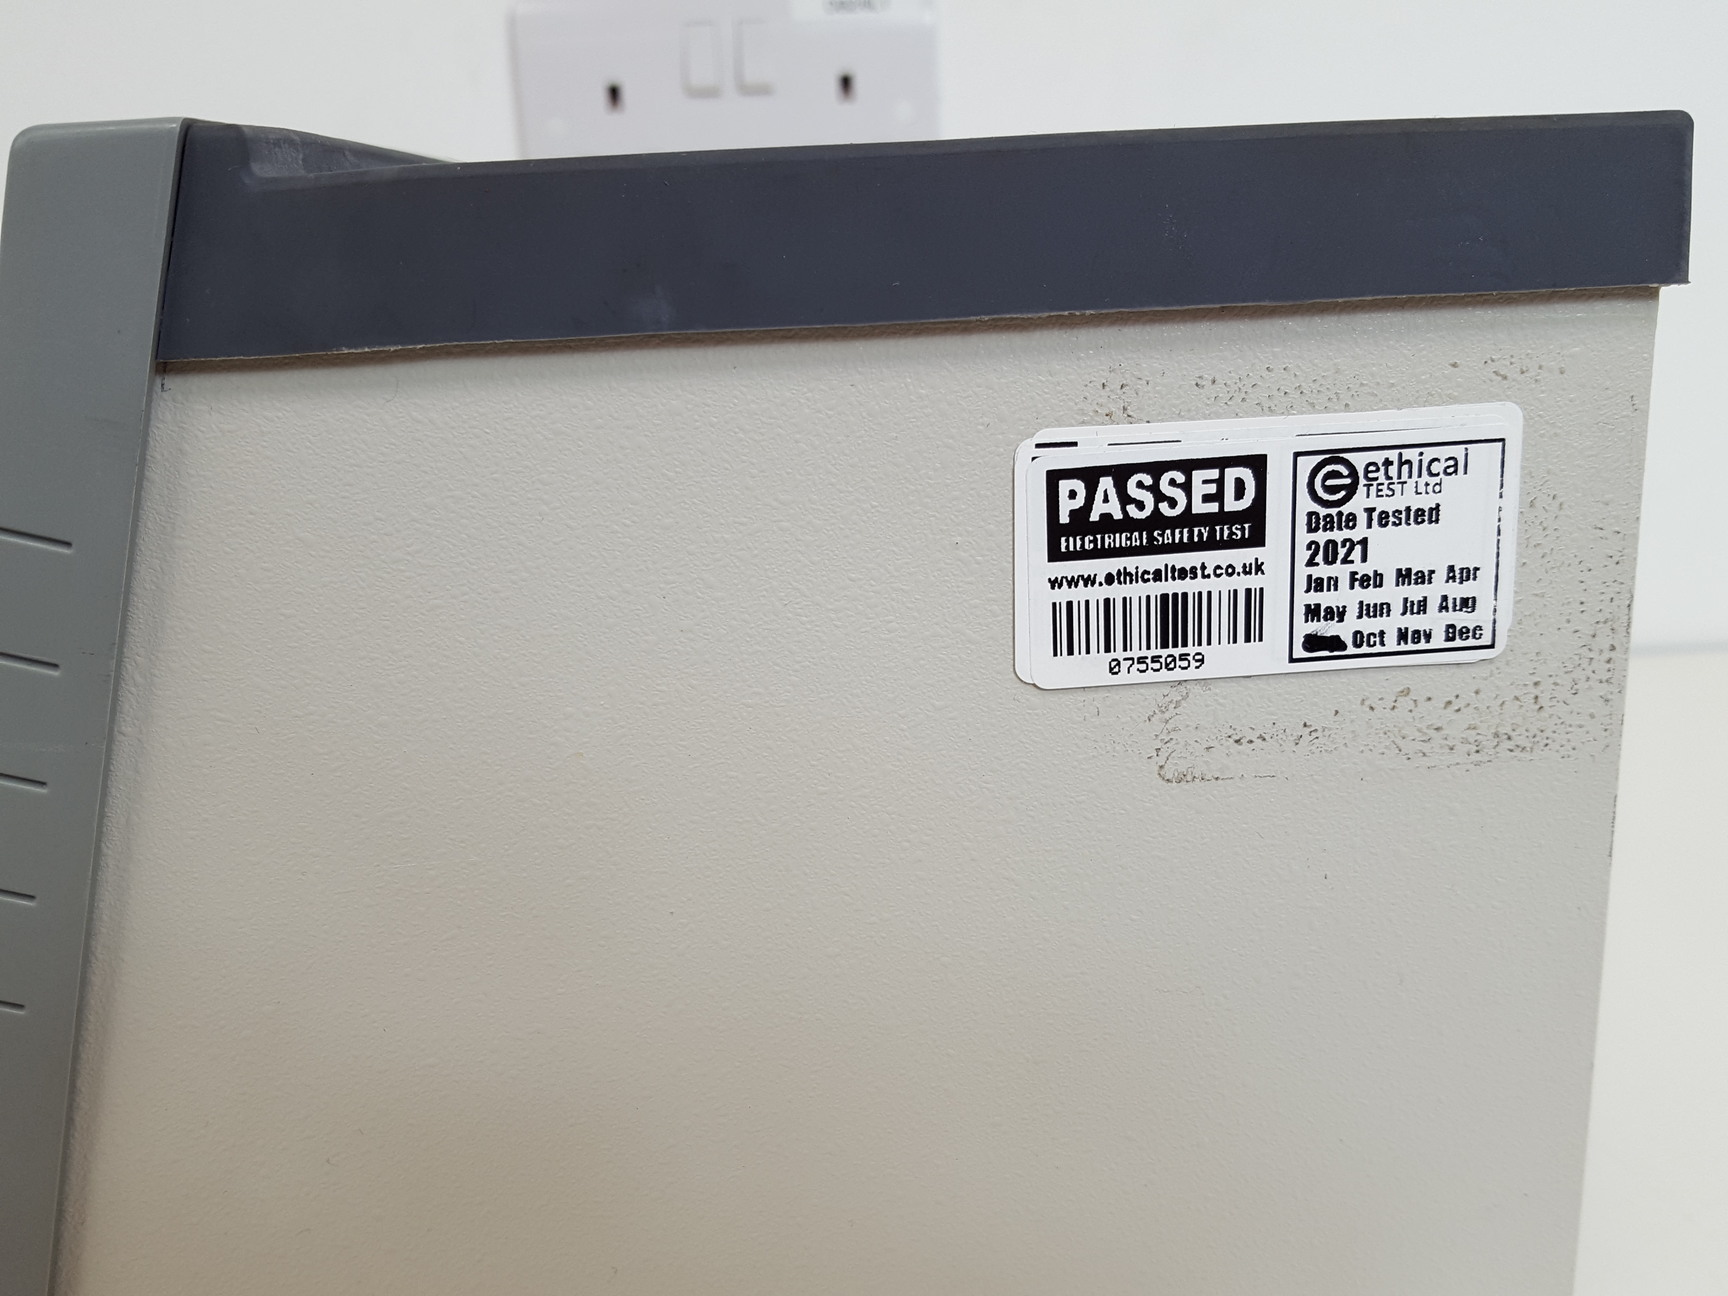 PASSED
ELECTRICAL SAFETY TEST
www.ethicaltest.co.uk
0755059
ethical
TEST Ltd
Date Tested
2021
Jan Feb Mar Apr
May Jun Jul Aug
Oct Nov Dec